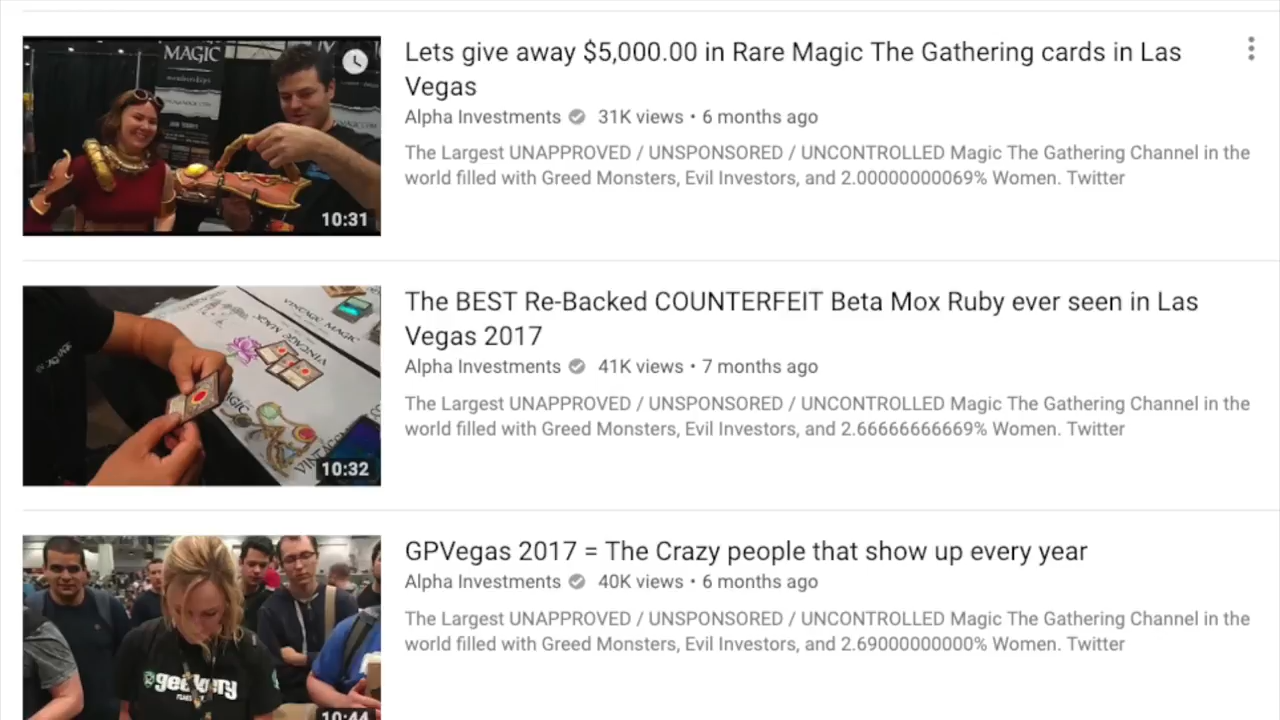 MAGIC
10:31
Lets give away $5,000.00 in Rare Magic The Gathering cards in Las
Vegas
Alpha Investments 31K views • 6 months ago
The Largest UNAPPROVED / UNSPONSORED / UNCONTROLLED Magic The Gathering Channel in the
world filled with Greed Monsters, Evil Investors, and 2.00000000069% Women. Twitter
VINTAGE MAGIC
10:32
The BEST Re-Backed COUNTERFEIT Beta Mox Ruby ever seen in Las
Vegas 2017
Alpha Investments 41K views • 7 months ago
The Largest UNAPPROVED / UNSPONSORED / UNCONTROLLED Magic The Gathering Channel in the
world filled with Greed Monsters, Evil Investors, and 2.66666666669% Women. Twitter
10:44
GPVegas 2017 = The Crazy people that show up every year
Alpha Investments 40K views • 6 months ago
The Largest UNAPPROVED / UNSPONSORED / UNCONTROLLED Magic The Gathering Channel in the
world filled with Greed Monsters, Evil Investors, and 2.69000000000% Women. Twitter